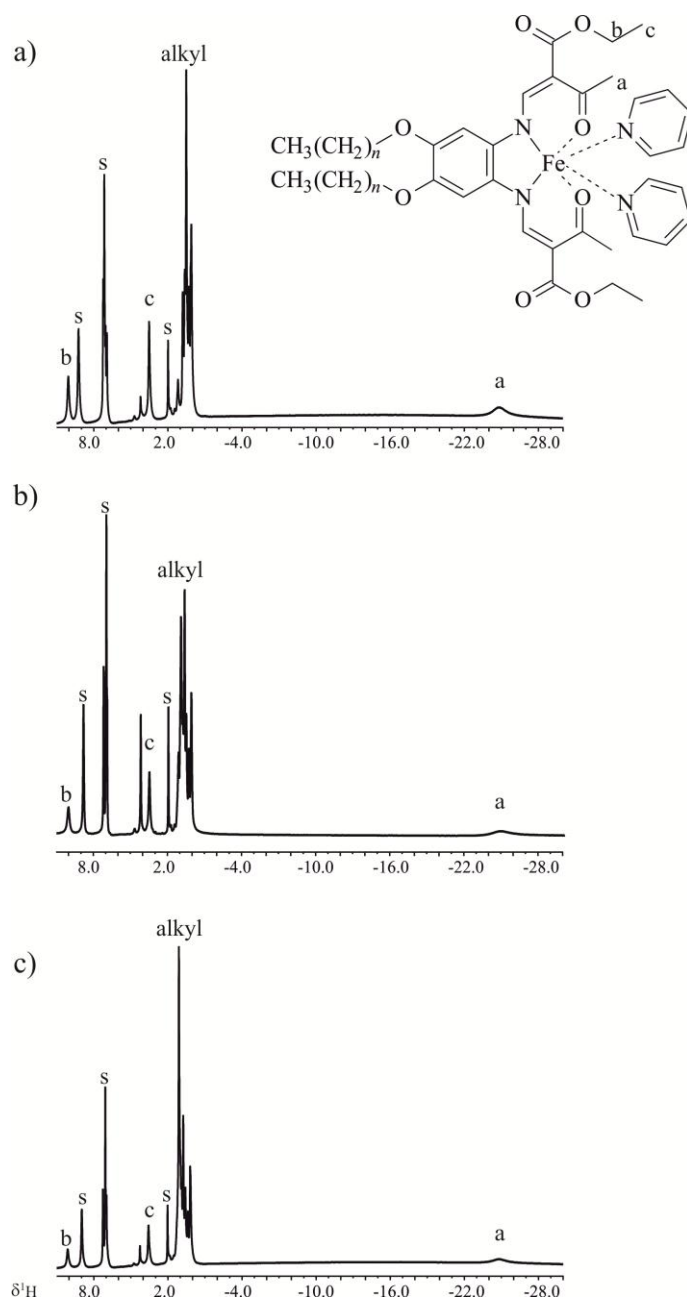 a)
alkyl
b
c
O
O
a
N
O
N
CH3(CH2)n
O
Fe
CH3(CH2)n
O
N
O
N
O
O
s
b
s
c
s
a
8.0 2.0 -4.0 -10.0 -16.0 -22.0 -28.0
b)
s
alkyl
s
c
s
b
a
8.0 2.0 -4.0 -10.0 -16.0 -22.0 -28.0
c)
alkyl
s
s
c
s
b
a
δ¹H 8.0 2.0 -4.0 -10.0 -16.0 -22.0 -28.0